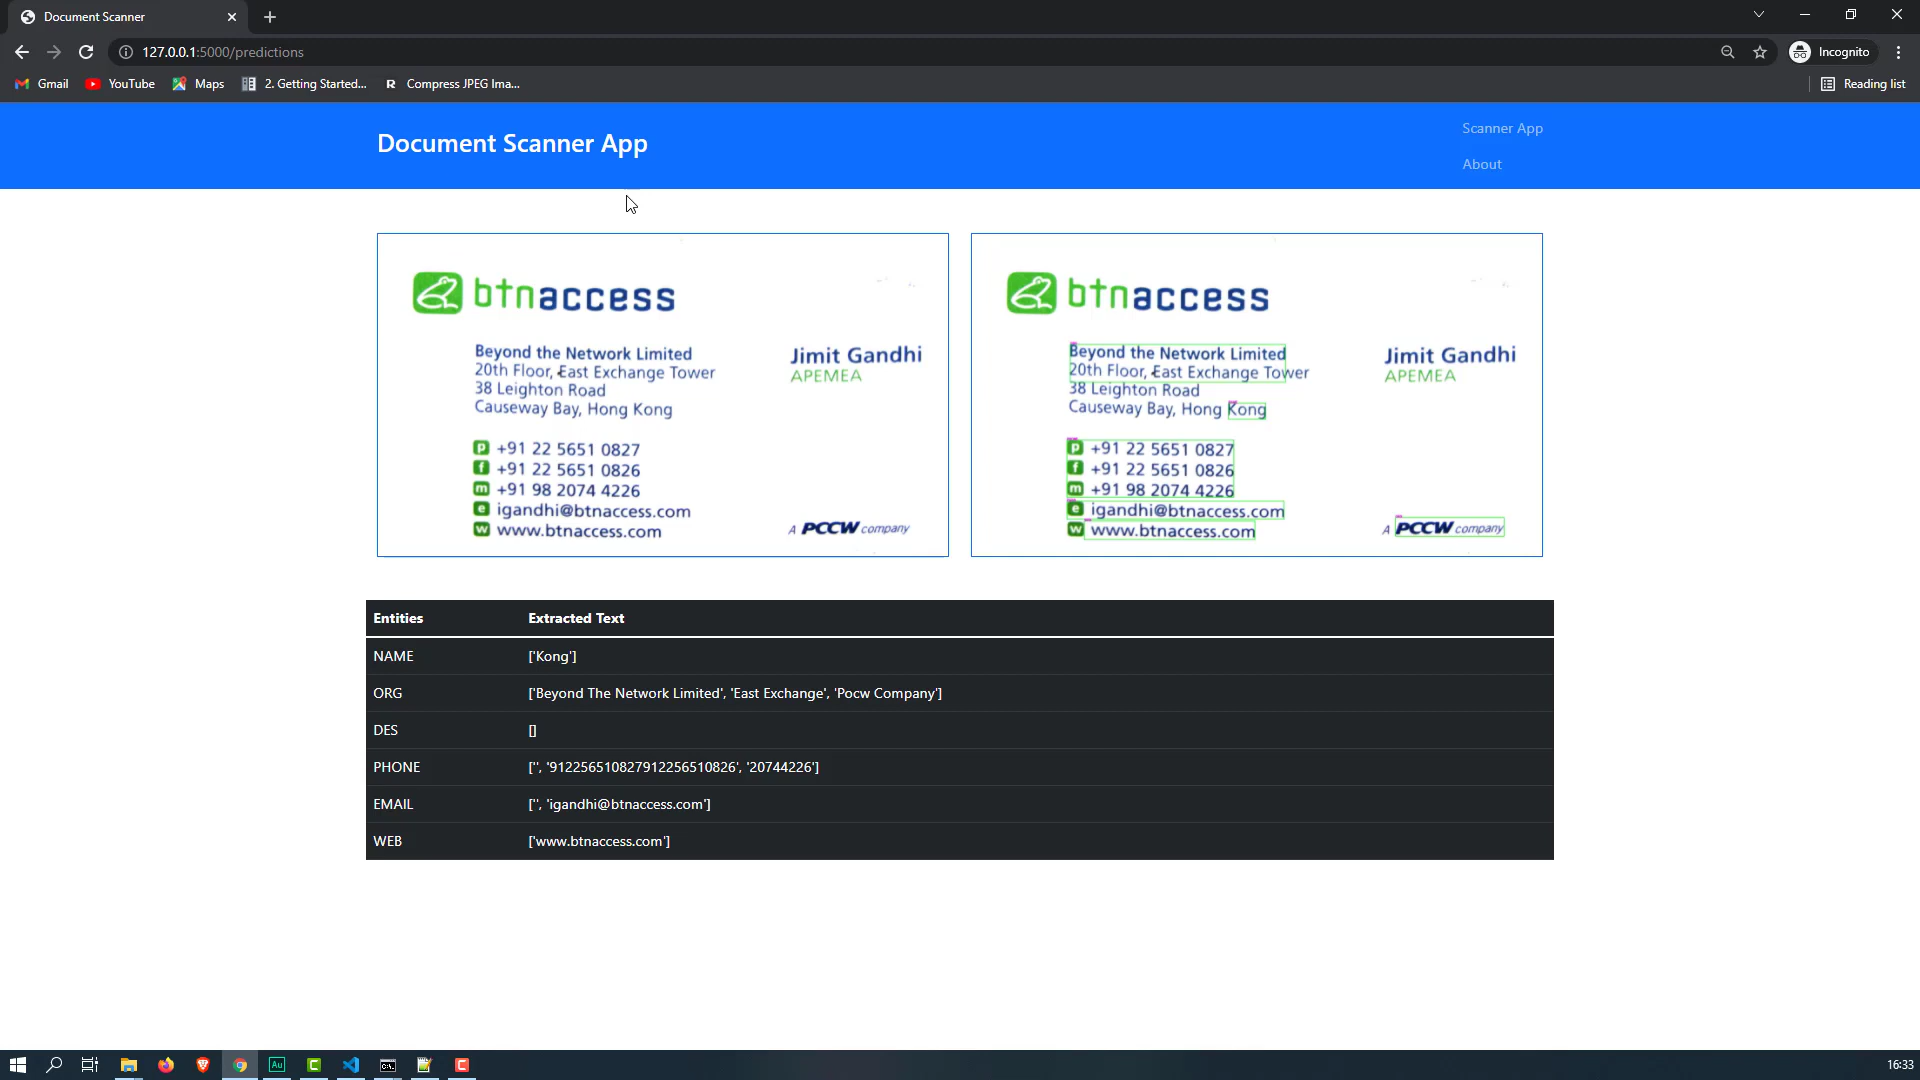 Document Scanner
127.0.0.1:5000/predictions
Incognito
Gmail YouTube Maps 2. Getting Started... R Compress JPEG Ima... Reading list
Document Scanner App
Scanner App
About
btnaccess
Beyond the Network Limited
20th Floor, East Exchange Tower
38 Leighton Road
Causeway Bay, Hong Kong
Jimit Gandhi
APEMEA
p +91 22 5651 0827
f +91 22 5651 0826
m +91 98 2074 4226
e igandhi@btnaccess.com
w www.btnaccess.com
A PCCW company
btnaccess
Beyond the Network Limited
20th Floor, East Exchange Tower
38 Leighton Road
Causeway Bay, Hong Kong
Jimit Gandhi
APEMEA
p +91 22 5651 0827
f +91 22 5651 0826
m +91 98 2074 4226
e igandhi@btnaccess.com
w www.btnaccess.com
A PCCW company
Entities Extracted Text
NAME ['Kong']
ORG ['Beyond The Network Limited', 'East Exchange', 'Pocw Company']
DES []
PHONE ['', '912256510827912256510826', '20744226']
EMAIL ['', 'igandhi@btnaccess.com']
WEB ['www.btnaccess.com']
Au C C:\ C
16:33